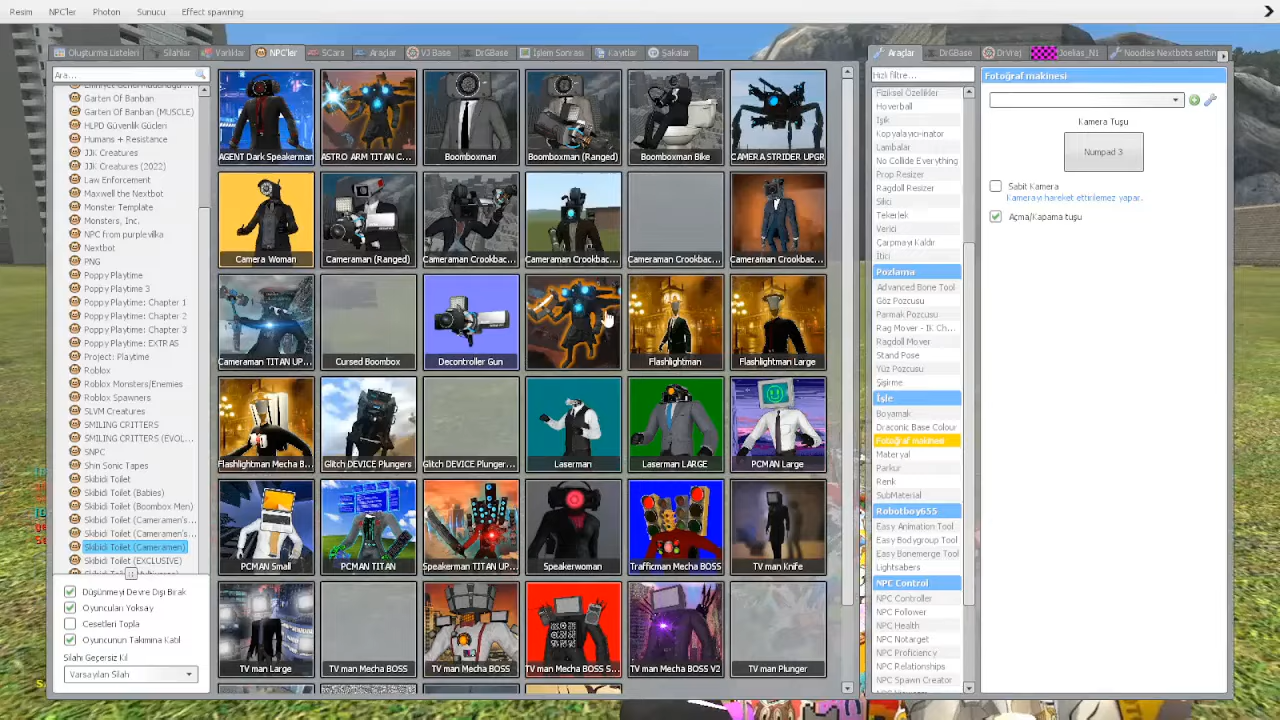 Resim NPC'ler Photon Sunucu Effect spawning
Oluşturma Listeleri Silahlar Varlıklar NPC'ler SCars Araçlar VJ Base DrGBase İşlem Sonrası Kayıtlar Şakalar
Ara...
Garten Of Banban
Garten Of Banban (MUSCLE)
HLPD Güvenlik Güçleri
Humans + Resistance
JJK Creatures
JJK Creatures (2022)
Law Enforcement
Maxwell the Nextbot
Monster Template
Monsters, Inc.
NPC from purplevilka
Nextbot
PNG
Poppy Playtime
Poppy Playtime 3
Poppy Playtime: Chapter 1
Poppy Playtime: Chapter 2
Poppy Playtime: Chapter 3
Poppy Playtime: EXTRAS
Project: Playtime
Roblox
Roblox Monsters/Enemies
Roblox Spawners
SLVM Creatures
SMILING CRITTERS
SMILING CRITTERS (EVOL...
SNPC
Shin Sonic Tapes
Skibidi Toilet
Skibidi Toilet (Babies)
Skibidi Toilet (Boombox Men)
Skibidi Toilet (Cameramen's...
Skibidi Toilet (Cameramen's...
Skibidi Toilet (Cameramen)
Skibidi Toilet (EXCLUSIVE)
Düşünmeyi Devre Dışı Bırak
Oyuncuları Yoksay
Cesetleri Topla
Oyuncunun Takımına Katıl
Silahı Geçersiz Kıl
Varsayılan Silah
AGENT Dark Speakerman ASTRO ARM TITAN C... Boomboxman Boomboxman (Ranged) Boomboxman Bike CAMERA STRIDER UPGR
Camera Woman Cameraman (Ranged) Cameraman Crookbac... Cameraman Crookbac... Cameraman Crookbac... Cameraman Crookbac...
Cameraman TITAN UP... Cursed Boombox Decontroller Gun Flashlightman Flashlightman Large
Flashlightman Mecha B... Glitch DEVICE Plungers Glitch DEVICE Plunger... Laserman Laserman LARGE PCMAN Large
PCMAN Small PCMAN TITAN Speakerman TITAN UP... Speakerwoman Trafficman Mecha BOSS TV man Knife
TV man Large TV man Mecha BOSS TV man Mecha BOSS TV man Mecha BOSS S... TV man Mecha BOSS V2 TV man Plunger
Araçlar DrGBase DrVrej Joelias_N1 Noodles Nextbots settin
Hızlı filtre...
Fiziksel Özellikler
Hoverball
Işık
Kopyalayıcı-inator
Lambalar
No Collide Everything
Prop Resizer
Ragdoll Resizer
Silici
Tekerlek
Verici
Çarpmayı Kaldır
İtici
Pozlama
Advanced Bone Tool
Göz Pozcusu
Parmak Pozcusu
Rag Mover - IK Ch...
Ragdoll Mover
Stand Pose
Yüz Pozcusu
Şişirme
İşle
Boyamak
Draconic Base Colour
Fotoğraf makinesi
Materyal
Parkur
Renk
SubMaterial
Robotboy655
Easy Animation Tool
Easy Bodygroup Tool
Easy Bonemerge Tool
Lightsabers
NPC Control
NPC Controller
NPC Follower
NPC Health
NPC Notarget
NPC Proficiency
NPC Relationships
NPC Spawn Creator
Fotoğraf makinesi
Kamera Tuşu
Numpad 3
Sabit Kamera
Kamerayı hareket ettirilemez yapar.
Açma/Kapama tuşu